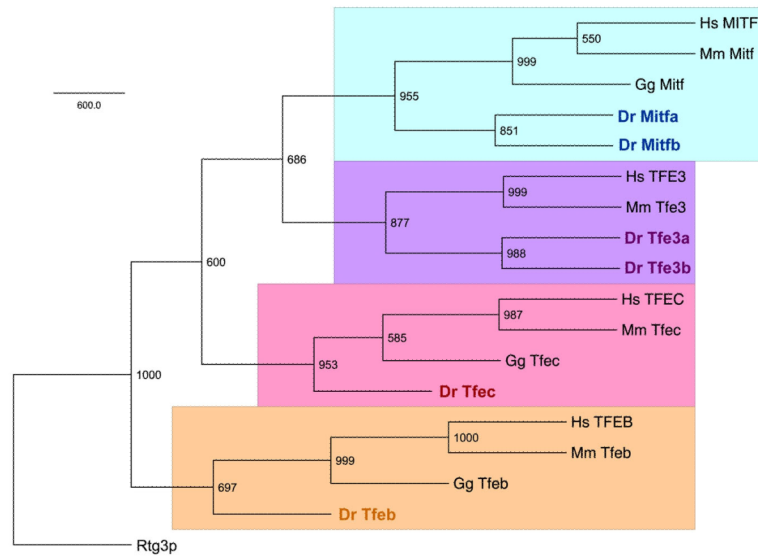 Hs MITF
550
Mm Mitf
999
600.0
Gg Mitf
955
Dr Mitfa
851
Dr Mitfb
686
Hs TFE3
999
Mm Tfe3
877
Dr Tfe3a
988
600
Dr Tfe3b
Hs TFEC
987
Mm Tfec
585
Gg Tfec
953
1000
Dr Tfec
Hs TFEB
1000
Mm Tfeb
999
Gg Tfeb
697
Dr Tfeb
Rtg3p